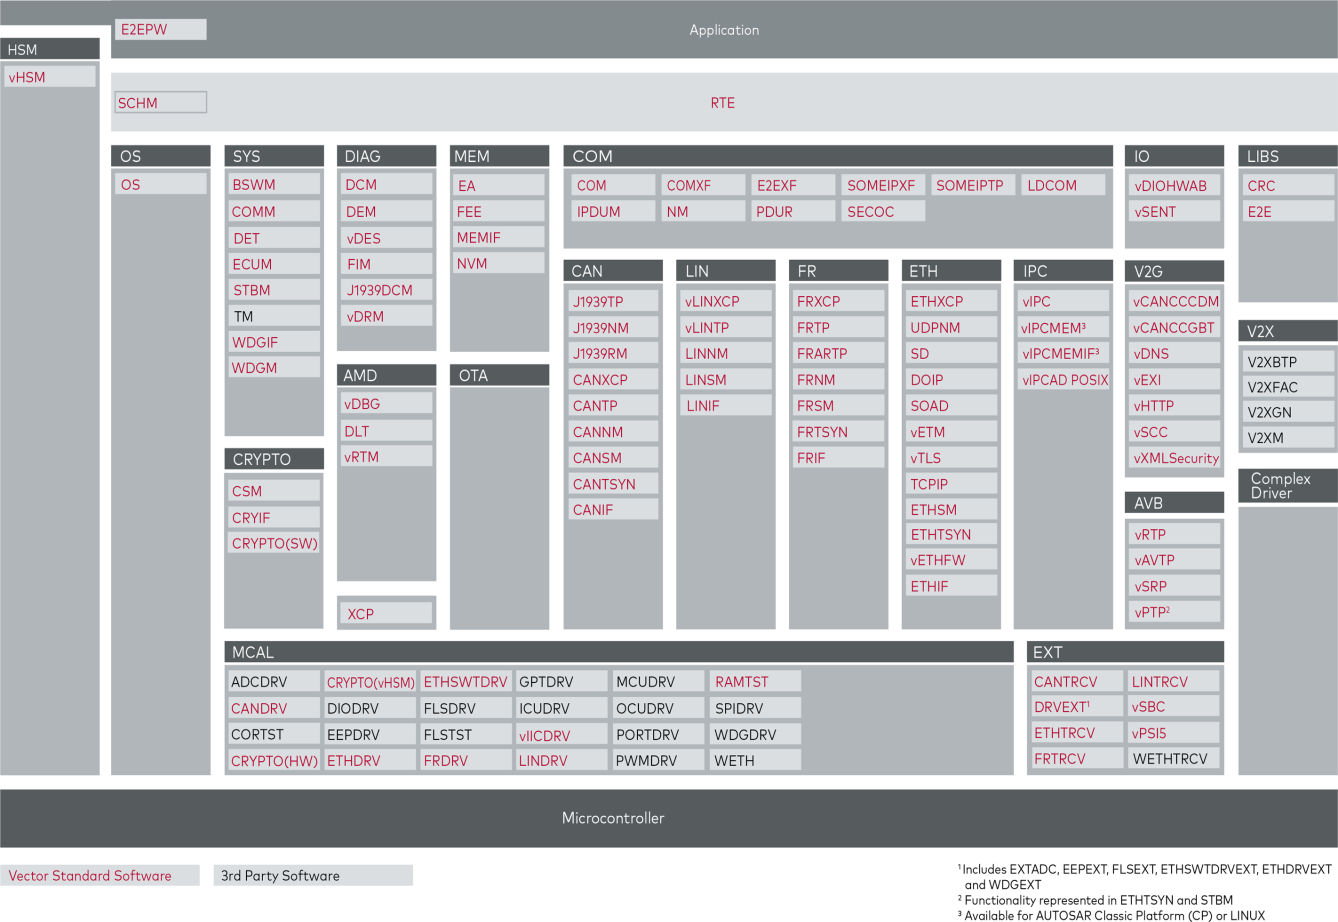 E2EPW
Application
HSM
vHSM
SCHM
RTE
OS
OS
SYS
BSWM
COMM
DET
ECUM
STBM
TM
WDGIF
WDGM
CRYPTO
CSM
CRYIF
CRYPTO(SW)
DIAG
DCM
DEM
vDES
FIM
J1939DCM
vDRM
AMD
vDBG
DLT
vRTM
XCP
MEM
EA
FEE
MEMIF
NVM
OTA
COM
COM COMXF E2EXF SOMEIPXF SOMEIPTP LDCOM
IPDUM NM PDUR SECOC
CAN
J1939TP
J1939NM
J1939RM
CANXCP
CANTP
CANNM
CANSM
CANTSYN
CANIF
LIN
vLINXCP
vLINTP
LINNM
LINSM
LINIF
FR
FRXCP
FRTP
FRARTP
FRNM
FRSM
FRTSYN
FRIF
ETH
ETHXCP
UDPNM
SD
DOIP
SOAD
vETM
vTLS
TCPIP
ETHSM
ETHTSYN
vETHFW
ETHIF
IPC
vIPC
vIPCMEM³
vIPCMEMIF³
vIPCAD POSIX
IO
vDIOHWAB
vSENT
V2G
vCANCCCDM
vCANCCGBT
vDNS
vEXI
vHTTP
vSCC
vXMLSecurity
AVB
vRTP
vAVTP
vSRP
vPTP²
LIBS
CRC
E2E
V2X
V2XBTP
V2XFAC
V2XGN
V2XM
Complex
Driver
MCAL
ADCDRV CRYPTO(vHSM) ETHSWTDRV GPTDRV MCUDRV RAMTST
CANDRV DIODRV FLSDRV ICUDRV OCUDRV SPIDRV
CORTST EEPDRV FLSTST vIICDRV PORTDRV WDGDRV
CRYPTO(HW) ETHDRV FRDRV LINDRV PWMDRV WETH
EXT
CANTRCV LINTRCV
DRVEXT¹ vSBC
ETHTRCV vPSI5
FRTRCV WETHTRCV
Microcontroller
Vector Standard Software
3rd Party Software
¹ Includes EXTADC, EEPEXT, FLSEXT, ETHSWTDRVEXT, ETHDRVEXT
and WDGEXT
² Functionality represented in ETHTSYN and STBM
³ Available for AUTOSAR Classic Platform (CP) or LINUX